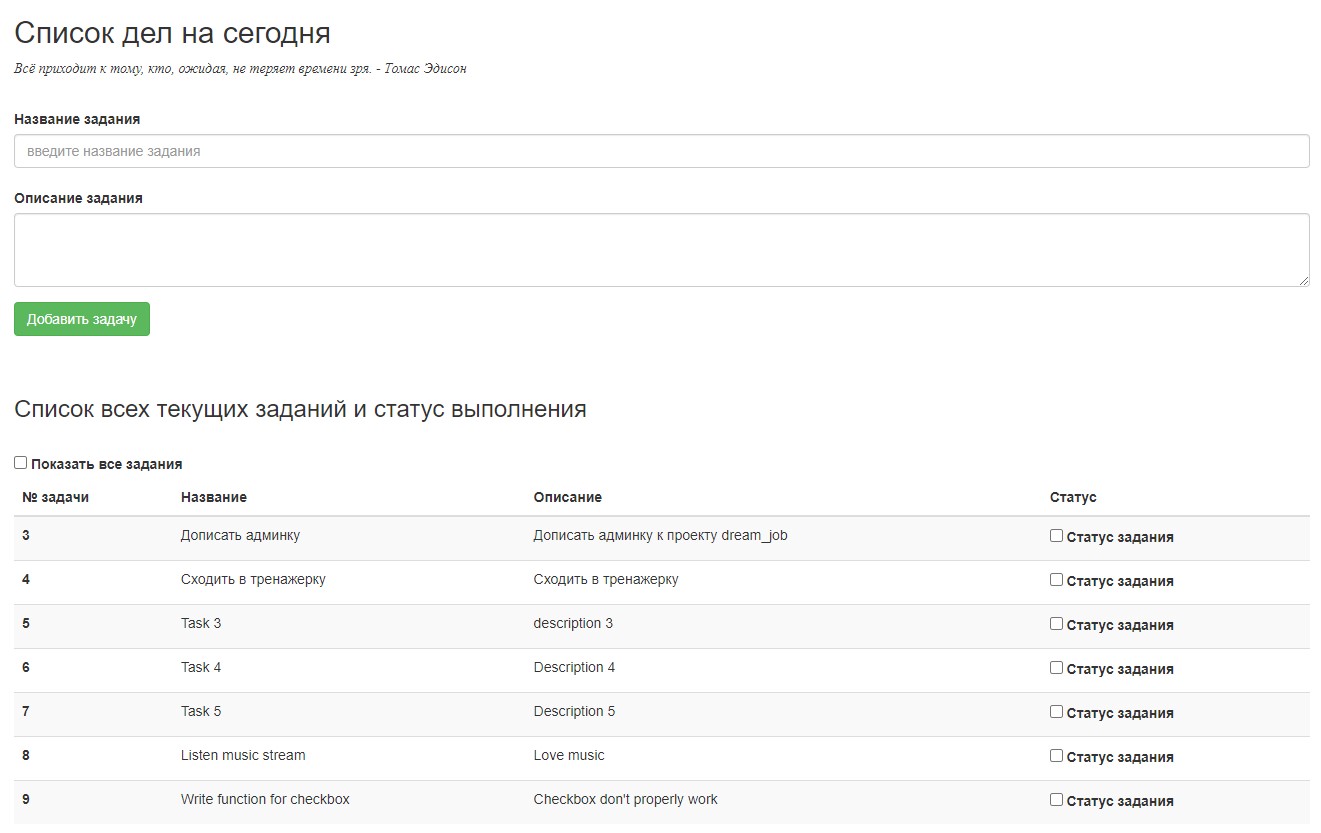 Список дел на сегодня
Всё приходит к тому, кто, ожидая, не теряет времени зря. - Томас Эдисон
Название задания
введите название задания
Описание задания
Добавить задачу
Список всех текущих заданий и статус выполнения
Показать все задания
№ задачи Название Описание Статус
3 Дописать админку Дописать админку к проекту dream_job Статус задания
4 Сходить в тренажерку Сходить в тренажерку Статус задания
5 Task 3 description 3 Статус задания
6 Task 4 Description 4 Статус задания
7 Task 5 Description 5 Статус задания
8 Listen music stream Love music Статус задания
9 Write function for checkbox Checkbox don't properly work Статус задания